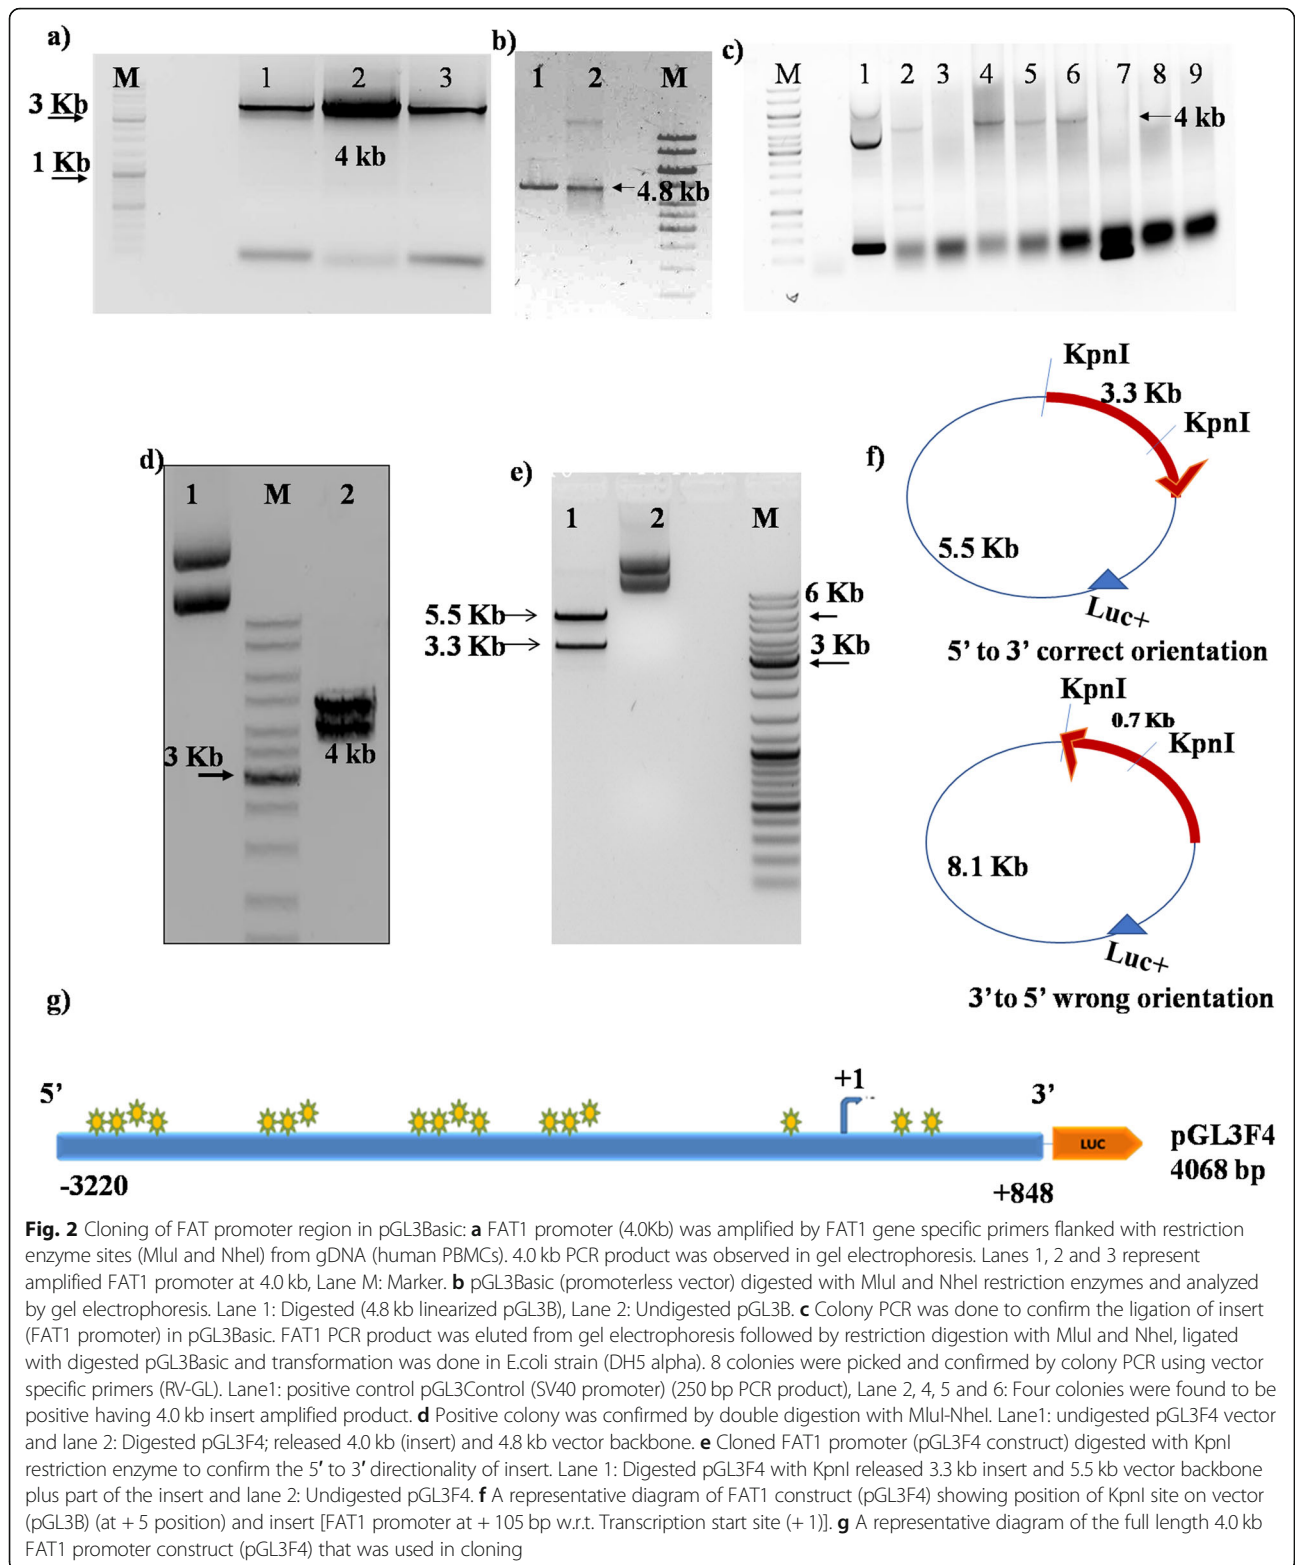 a)
M
1
2
3
3 Kb
1 Kb
4 kb
b)
1
2
M
4.8 kb
c)
M
1
2
3
4
5
6
7
8
9
4 kb
d)
1
M
2
3 Kb
4 kb
e)
1
2
M
5.5 Kb
3.3 Kb
6 Kb
3 Kb
f)
KpnI
3.3 Kb
KpnI
5.5 Kb
Luc+
5’ to 3’ correct orientation
KpnI
0.7 Kb
KpnI
8.1 Kb
Luc+
3’to 5’ wrong orientation
g)
5’
+1
3’
LUC
pGL3F4
4068 bp
-3220
+848
Fig. 2 Cloning of FAT promoter region in pGL3Basic: a FAT1 promoter (4.0Kb) was amplified by FAT1 gene specific primers flanked with restriction
enzyme sites (MluI and NheI) from gDNA (human PBMCs). 4.0 kb PCR product was observed in gel electrophoresis. Lanes 1, 2 and 3 represent
amplified FAT1 promoter at 4.0 kb, Lane M: Marker. b pGL3Basic (promoterless vector) digested with MluI and NheI restriction enzymes and analyzed
by gel electrophoresis. Lane 1: Digested (4.8 kb linearized pGL3B), Lane 2: Undigested pGL3B. c Colony PCR was done to confirm the ligation of insert
(FAT1 promoter) in pGL3Basic. FAT1 PCR product was eluted from gel electrophoresis followed by restriction digestion with MluI and NheI, ligated
with digested pGL3Basic and transformation was done in E.coli strain (DH5 alpha). 8 colonies were picked and confirmed by colony PCR using vector
specific primers (RV-GL). Lane1: positive control pGL3Control (SV40 promoter) (250 bp PCR product), Lane 2, 4, 5 and 6: Four colonies were found to be
positive having 4.0 kb insert amplified product. d Positive colony was confirmed by double digestion with MluI-NheI. Lane1: undigested pGL3F4 vector
and lane 2: Digested pGL3F4; released 4.0 kb (insert) and 4.8 kb vector backbone. e Cloned FAT1 promoter (pGL3F4 construct) digested with KpnI
restriction enzyme to confirm the 5′ to 3′ directionality of insert. Lane 1: Digested pGL3F4 with KpnI released 3.3 kb insert and 5.5 kb vector backbone
plus part of the insert and lane 2: Undigested pGL3F4. f A representative diagram of FAT1 construct (pGL3F4) showing position of KpnI site on vector
(pGL3B) (at + 5 position) and insert [FAT1 promoter at + 105 bp w.r.t. Transcription start site (+ 1)]. g A representative diagram of the full length 4.0 kb
FAT1 promoter construct (pGL3F4) that was used in cloning